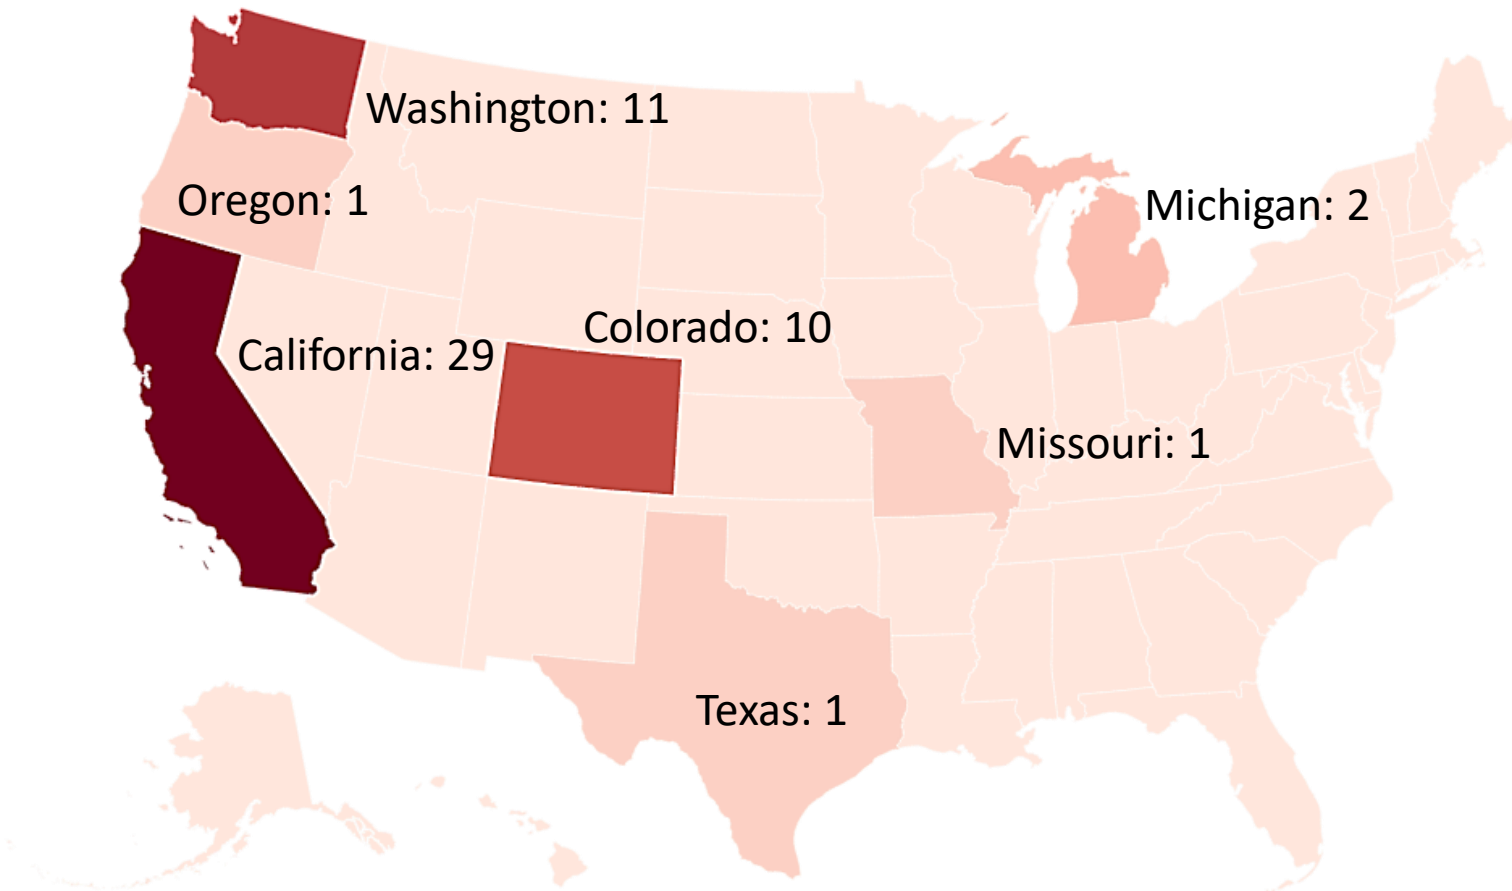 Washington: 11
Oregon: 1
Michigan: 2
Colorado: 10
California: 29
Missouri: 1
Texas: 1